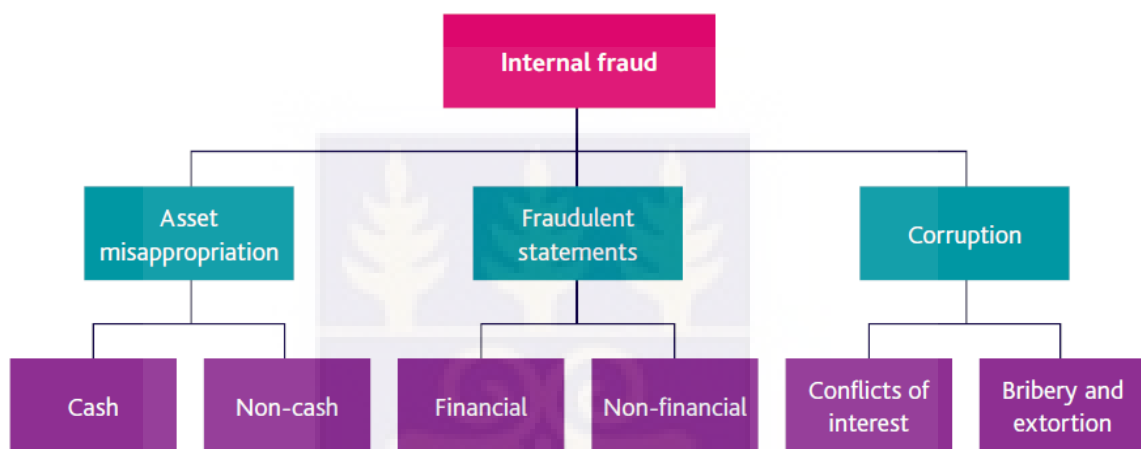 Internal fraud
Asset
misappropriation
Fraudulent
statements
Corruption
Cash
Non-cash
Financial
Non-financial
Conflicts of
interest
Bribery and
extortion